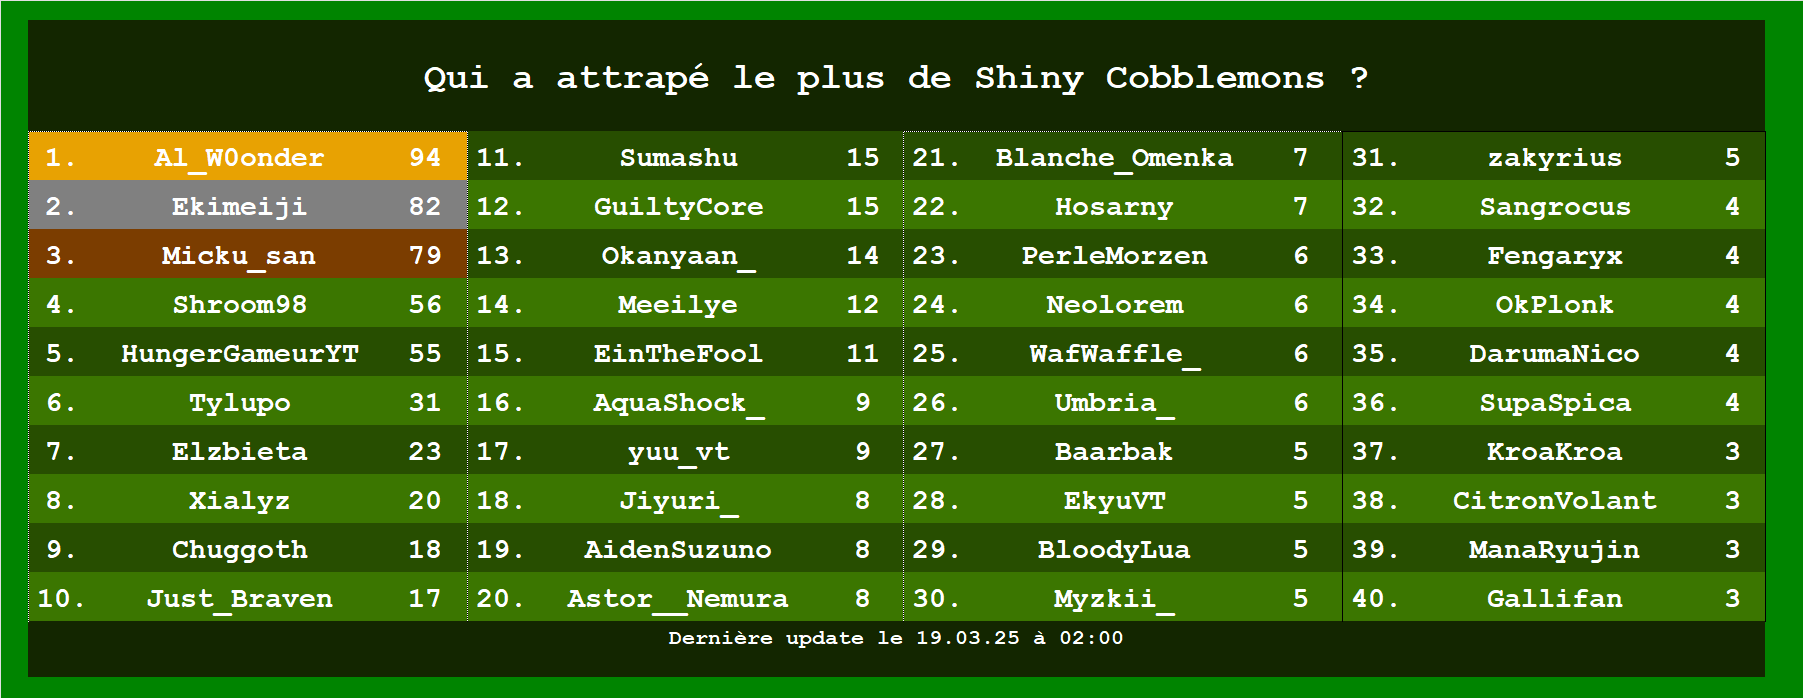 Qui a attrapé le plus de Shiny Cobblemons ?
1. Al_W0onder 94
2. Ekimeiji 82
3. Micku_san 79
4. Shroom98 56
5. HungerGameurYT 55
6. Tylupo 31
7. Elzbieta 23
8. Xialyz 20
9. Chuggoth 18
10. Just_Braven 17
11. Sumashu 15
12. GuiltyCore 15
13. Okanyaan_ 14
14. Meeilye 12
15. EinTheFool 11
16. AquaShock_ 9
17. yuu_vt 9
18. Jiyuri_ 8
19. AidenSuzuno 8
20. Astor__Nemura 8
21. Blanche_Omenka 7
22. Hosarny 7
23. PerleMorzen 6
24. Neolorem 6
25. WafWaffle_ 6
26. Umbria_ 6
27. Baarbak 5
28. EkyuVT 5
29. BloodyLua 5
30. Myzkii_ 5
31. zakyrius 5
32. Sangrocus 4
33. Fengaryx 4
34. OkPlonk 4
35. DarumaNico 4
36. SupaSpica 4
37. KroaKroa 3
38. CitronVolant 3
39. ManaRyujin 3
40. Gallifan 3
Dernière update le 19.03.25 à 02:00